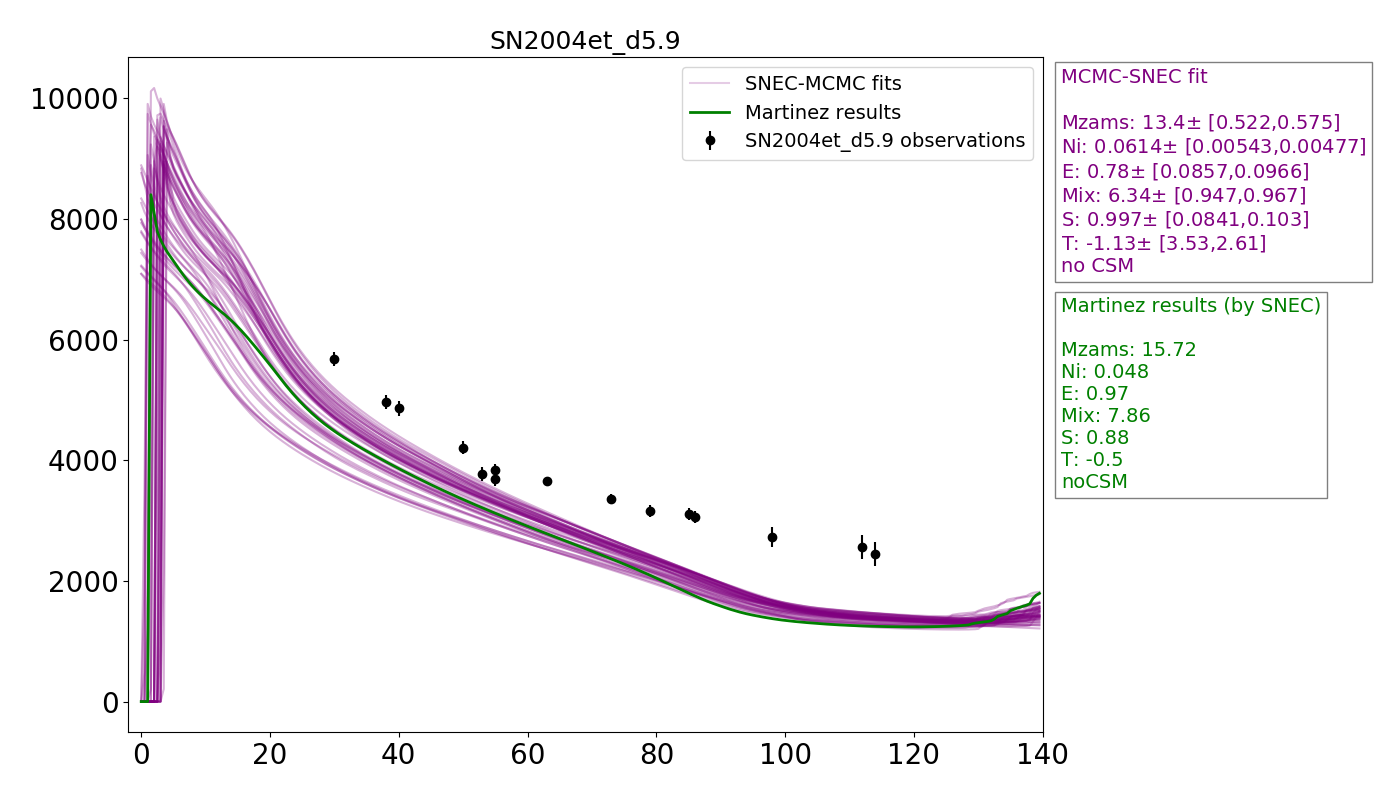 SN2004et_d5.9
10000
8000
6000
4000
2000
0
0 20 40 60 80 100 120 140
SNEC-MCMC fits
Martinez results
SN2004et_d5.9 observations
MCMC-SNEC fit
Mzams: 13.4± [0.522,0.575]
Ni: 0.0614± [0.00543,0.00477]
E: 0.78± [0.0857,0.0966]
Mix: 6.34± [0.947,0.967]
S: 0.997± [0.0841,0.103]
T: -1.13± [3.53,2.61]
no CSM
Martinez results (by SNEC)
Mzams: 15.72
Ni: 0.048
E: 0.97
Mix: 7.86
S: 0.88
T: -0.5
noCSM